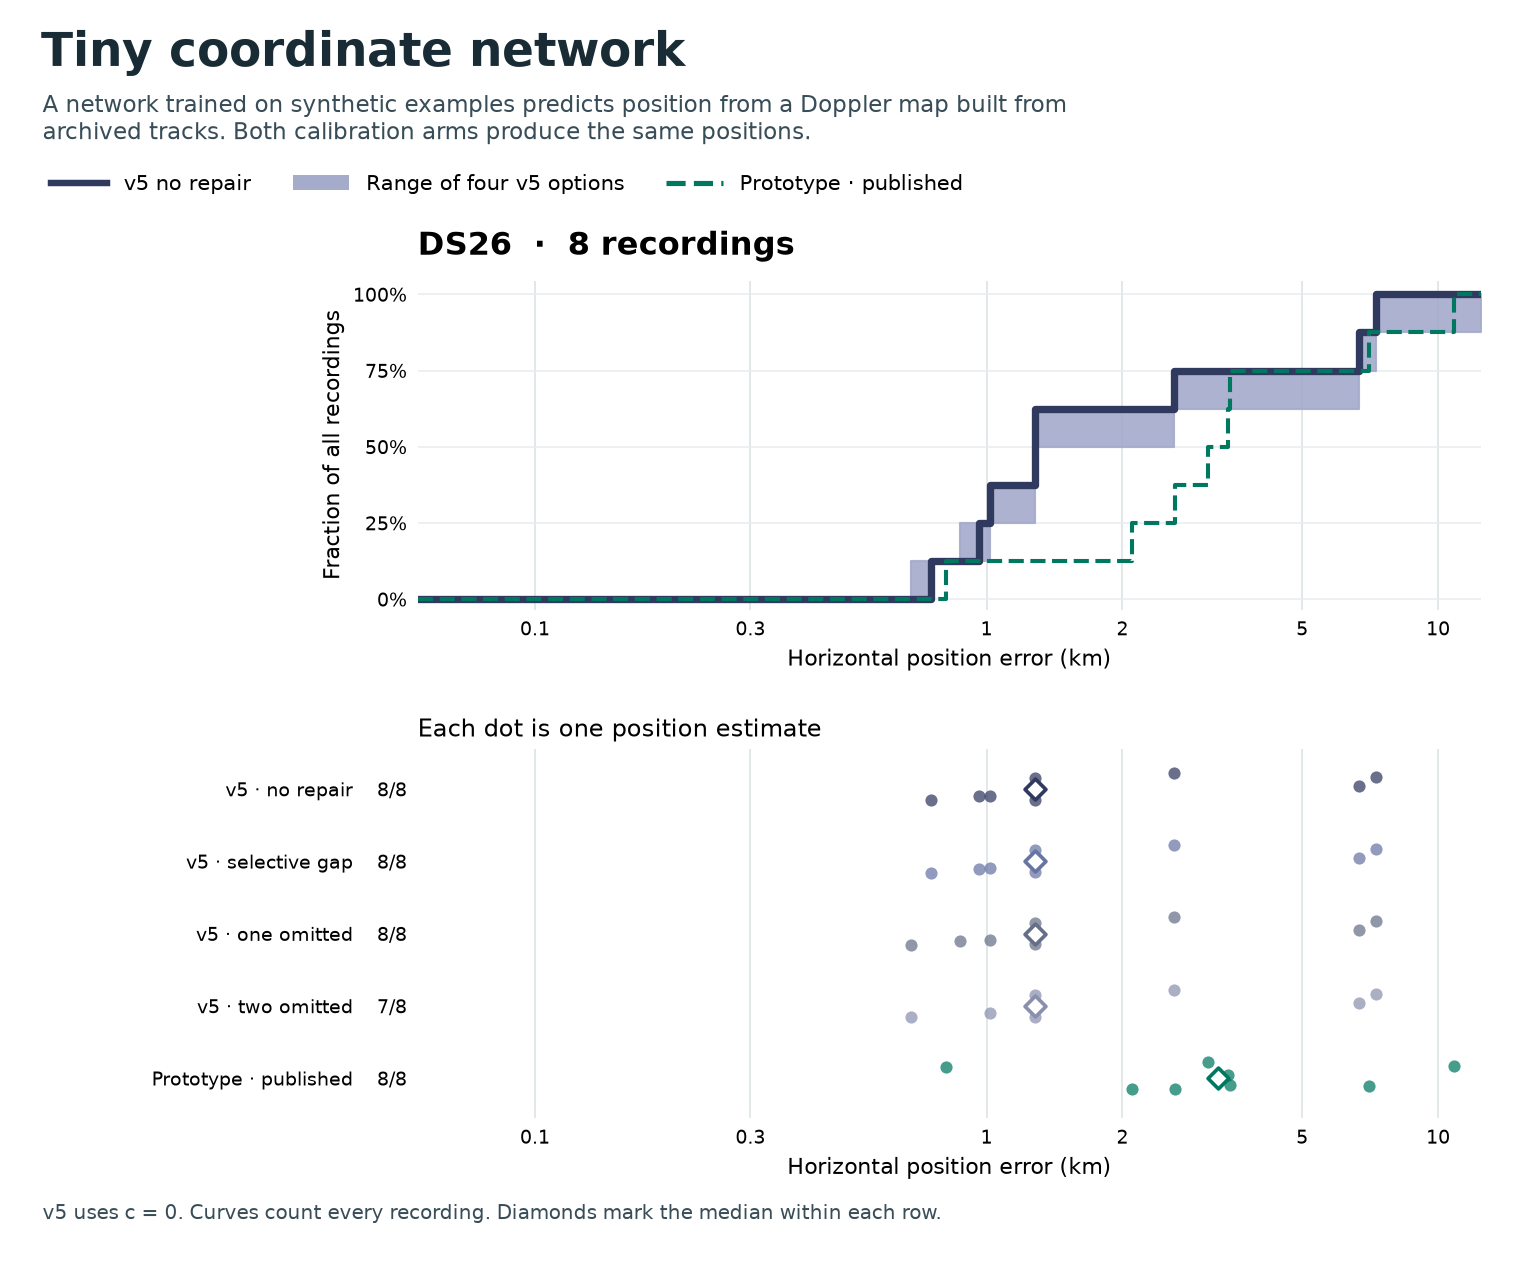 Tiny coordinate network
A network trained on synthetic examples predicts position from a Doppler map built from
archived tracks. Both calibration arms produce the same positions.
v5 no repair
Range of four v5 options
Prototype · published
DS26 · 8 recordings
Fraction of all recordings
100%
75%
50%
25%
0%
0.1 0.3 1 2 5 10
Horizontal position error (km)
Each dot is one position estimate
v5 · no repair 8/8
v5 · selective gap 8/8
v5 · one omitted 8/8
v5 · two omitted 7/8
Prototype · published 8/8
0.1 0.3 1 2 5 10
Horizontal position error (km)
v5 uses c = 0. Curves count every recording. Diamonds mark the median within each row.